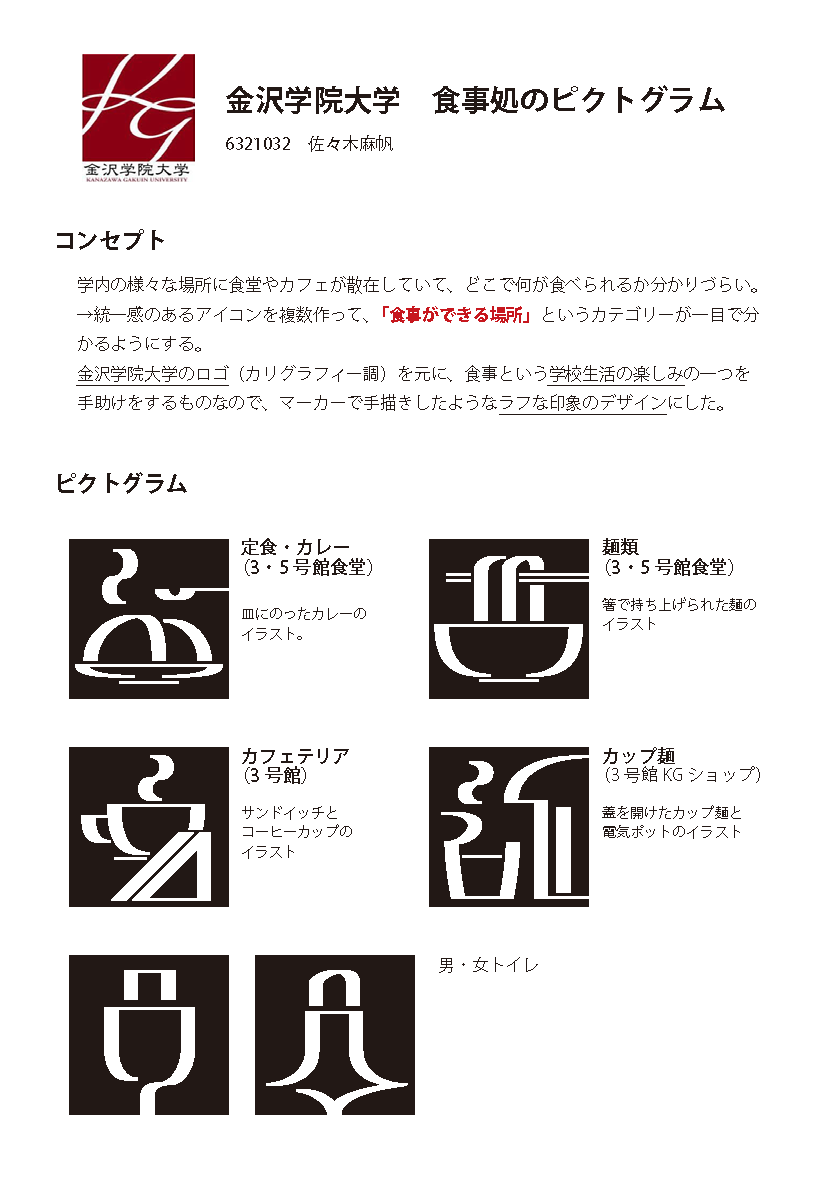 KG
金沢学院大学
KANAZAWA GAKUIN UNIVERSITY
金沢学院大学　食事処のピクトグラム
6321032　佐々木麻帆
コンセプト
学内の様々な場所に食堂やカフェが散在していて、どこで何が食べられるか分かりづらい。
→統一感のあるアイコンを複数作って、「食事ができる場所」というカテゴリーが一目で分
かるようにする。
金沢学院大学のロゴ（カリグラフィー調）を元に、食事という学校生活の楽しみの一つを
手助けをするものなので、マーカーで手描きしたようなラフな印象のデザインにした。
ピクトグラム
定食・カレー
（3・5号館食堂）
皿にのったカレーの
イラスト。
麺類
（3・5号館食堂）
箸で持ち上げられた麺の
イラスト
カフェテリア
（3号館）
サンドイッチと
コーヒーカップの
イラスト
カップ麺
（3号館KGショップ）
蓋を開けたカップ麺と
電気ポットのイラスト
男・女トイレ